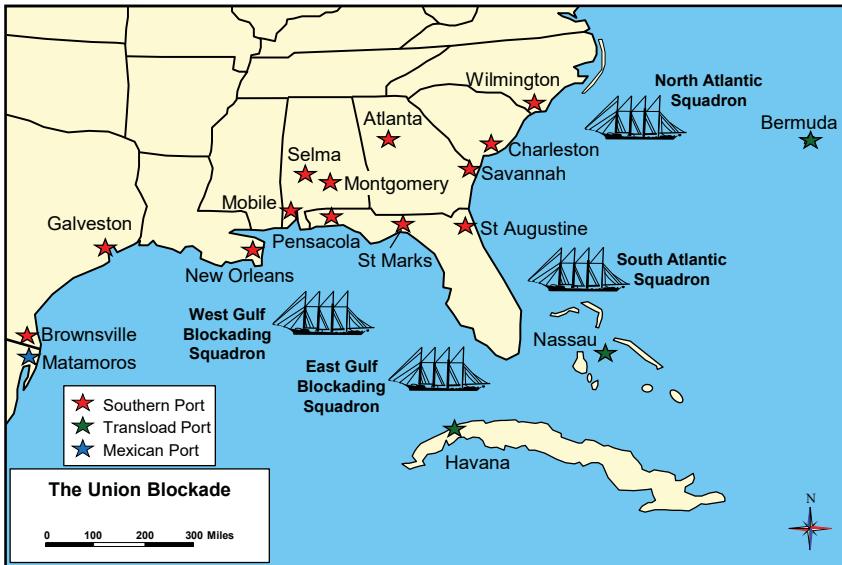 Wilmington
North Atlantic
Squadron
Bermuda
Atlanta
Charleston
Selma
Savannah
Montgomery
Mobile
Galveston
Pensacola
St Augustine
St Marks
New Orleans
South Atlantic
Squadron
West Gulf
Blockading
Squadron
Nassau
Brownsville
Matamoros
East Gulf
Blockading
Squadron
Southern Port
Transload Port
Mexican Port
Havana
The Union Blockade
0 100 200 300 Miles
N